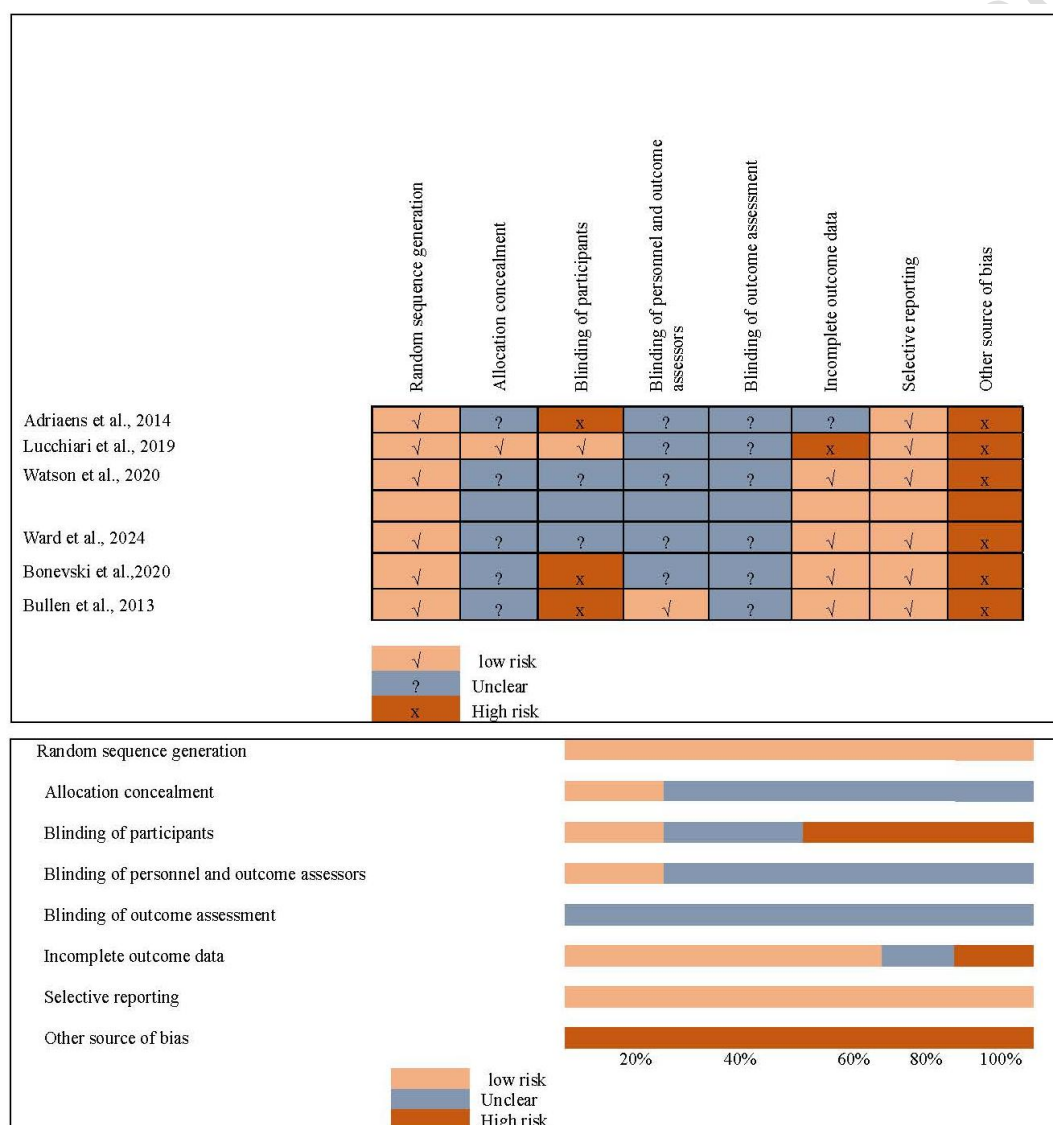 Random sequence generation
Allocation concealment
Blinding of participants
Blinding of personnel and outcome
assessors
Blinding of outcome assessment
Incomplete outcome data
Selective reporting
Other source of bias
Adriaens et al., 2014 √ ? x ? ? ? √ x
Lucchiari et al., 2019 √ √ √ ? ? x √ x
Watson et al., 2020 √ ? ? ? ? √ √ x
Ward et al., 2024 √ ? ? ? ? √ √ x
Bonevski et al.,2020 √ ? x ? ? √ √ x
Bullen et al., 2013 √ ? x √ ? √ √ x
√ low risk
? Unclear
x High risk
Random sequence generation
Allocation concealment
Blinding of participants
Blinding of personnel and outcome assessors
Blinding of outcome assessment
Incomplete outcome data
Selective reporting
Other source of bias
20% 40% 60% 80% 100%
low risk
Unclear
High risk